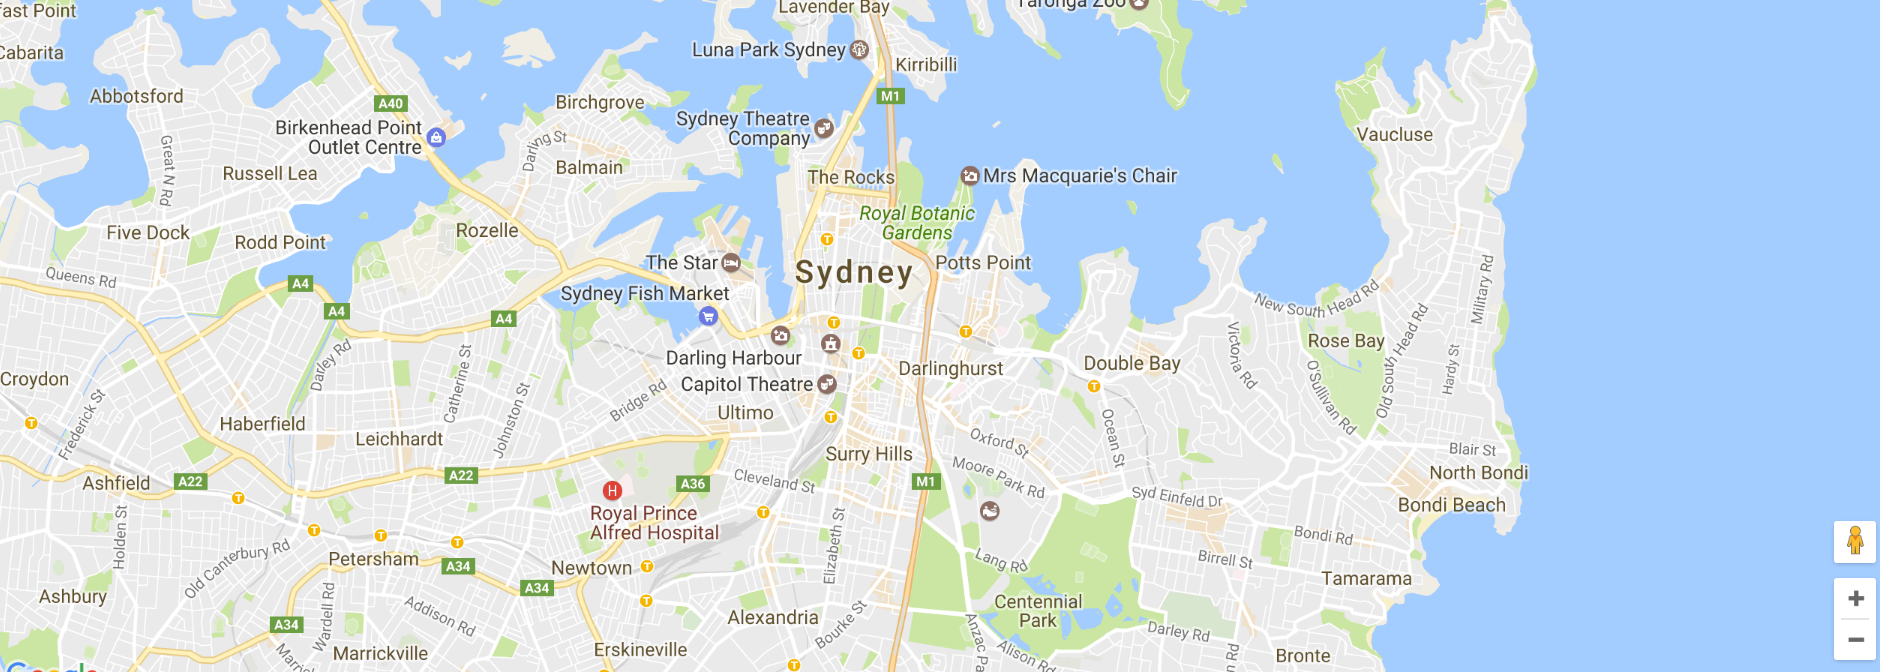 fast Point
Lavender Bay
Taronga Zoo
Cabarita
Luna Park Sydney
Kirribilli
Abbotsford
A40
Birchgrove
M1
Birkenhead Point
Outlet Centre
Sydney Theatre
Company
Vaucluse
Great N Rd
Darling St
Russell Lea
Balmain
The Rocks
Mrs Macquarie's Chair
Royal Botanic
Gardens
Five Dock
Rodd Point
Rozelle
Queens Rd
The Star
Sydney
Potts Point
A4
Sydney Fish Market
New South Head Rd
Military Rd
A4
A4
Victoria Rd
Rose Bay
Old South Head Rd
Darley Rd
Catherine St
Darling Harbour
Darlinghurst
Double Bay
O'Sullivan Rd
Hardy St
Croydon
Capitol Theatre
Johnston St
Bridge Rd
Ultimo
Frederick St
Haberfield
Leichhardt
Ocean St
Oxford St
Surry Hills
Blair St
Ashfield
A22
A22
A36
Cleveland St
M1
Moore Park Rd
Syd Einfeld Dr
North Bondi
Bondi Beach
H
Royal Prince
Alfred Hospital
Holden St
Elizabeth St
Bondi Rd
Old Canterbury Rd
Petersham
A34
Newtown
Lang Rd
Birrell St
Tamarama
A34
Ashbury
Wardell Rd
Addison Rd
Alexandria
Bourke St
Centennial
Park
A34
Darley Rd
Anzac Pa
Alison Rd
Marrickville
Erskineville
Bronte
Google